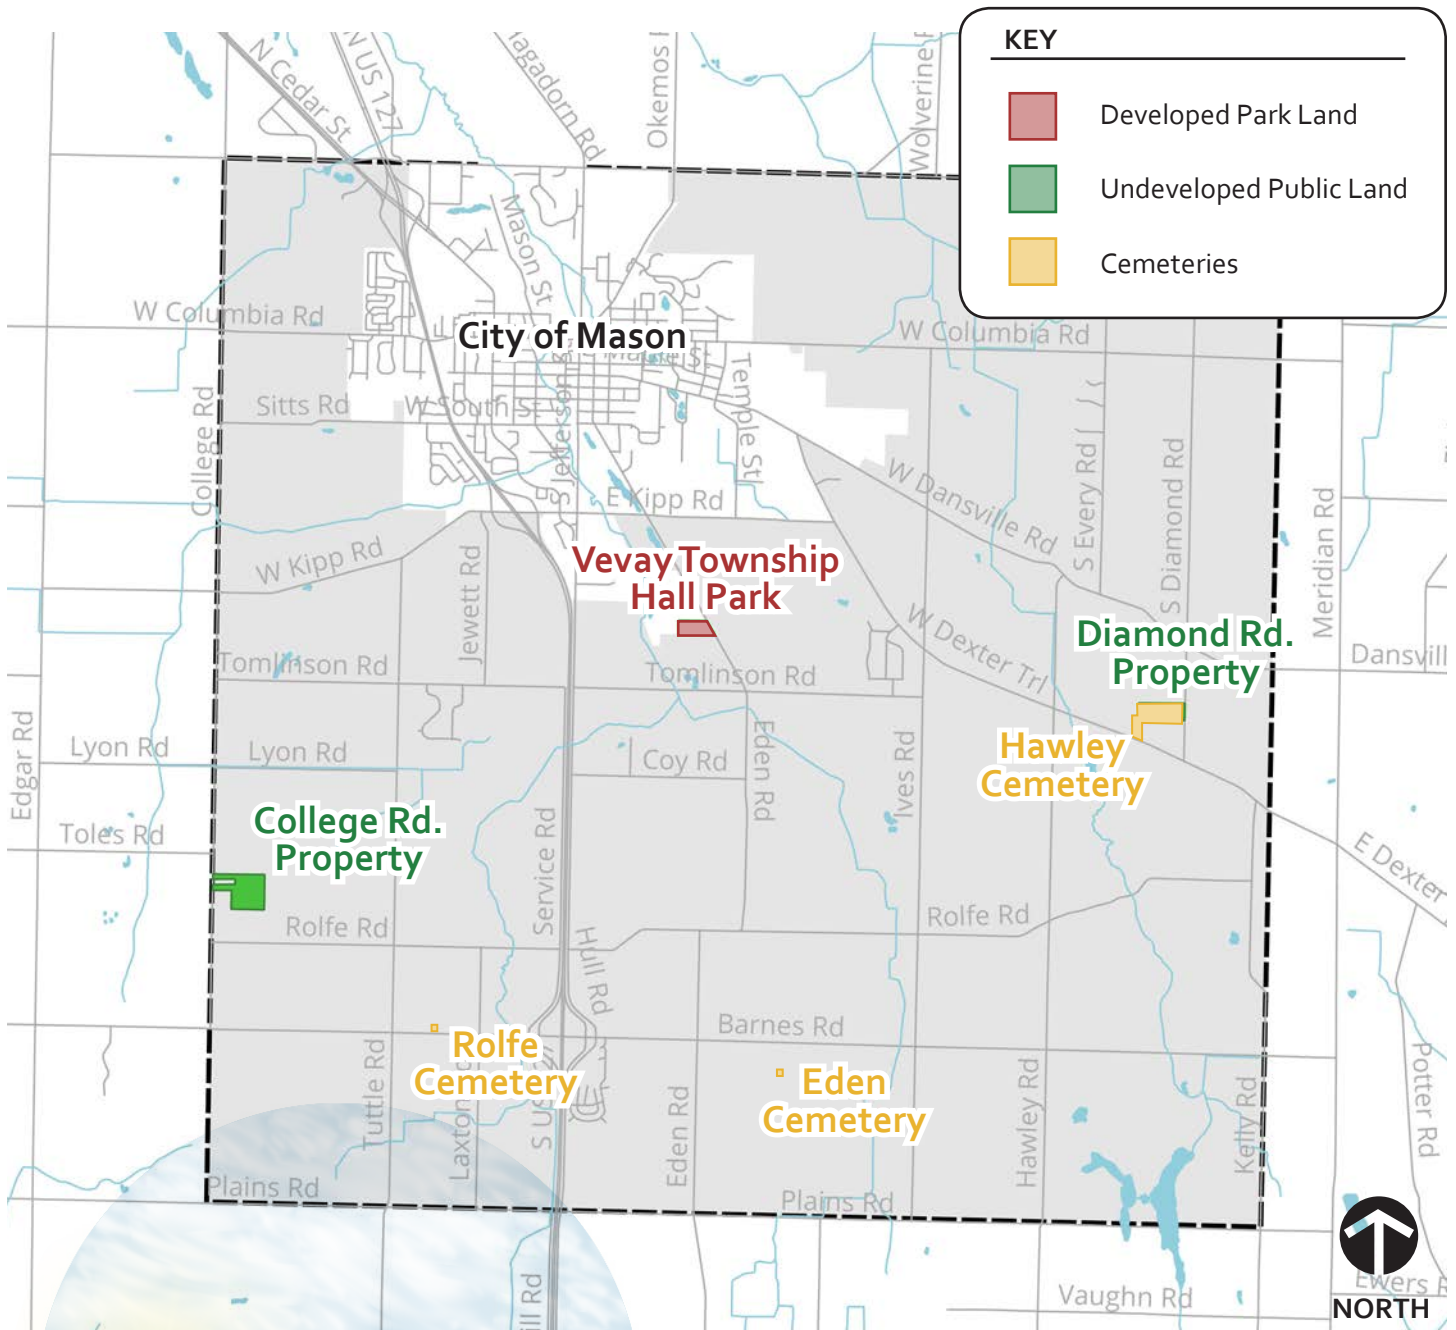 KEY
Developed Park Land
Undeveloped Public Land
Cemeteries
N Cedar St
N US 127
Hagadorn Rd
Okemos
Wolverine
Mason St
W Columbia Rd
City of Mason
W Columbia Rd
Temple St
College Rd
Sitts Rd
W South St
S Jefferson
E Kipp Rd
W Dansville Rd
S Every Rd
S Diamond Rd
Meridian Rd
W Kipp Rd
Jewett Rd
Vevay Township
Hall Park
W Dexter Trl
Diamond Rd.
Property
Dansvill
Tomlinson Rd
Tomlinson Rd
Edgar Rd
Lyon Rd
Lyon Rd
Coy Rd
Eden Rd
Ives Rd
Hawley
Cemetery
Toles Rd
College Rd.
Property
Service Rd
E Dexter
Rolfe Rd
Hull Rd
Rolfe Rd
Barnes Rd
Rolfe
Cemetery
Eden
Cemetery
Tuttle Rd
Laxton
S US
Eden Rd
Hawley Rd
Kelly Rd
Potter Rd
Plains Rd
Plains Rd
ill Rd
Vaughn Rd
Ewers R
NORTH